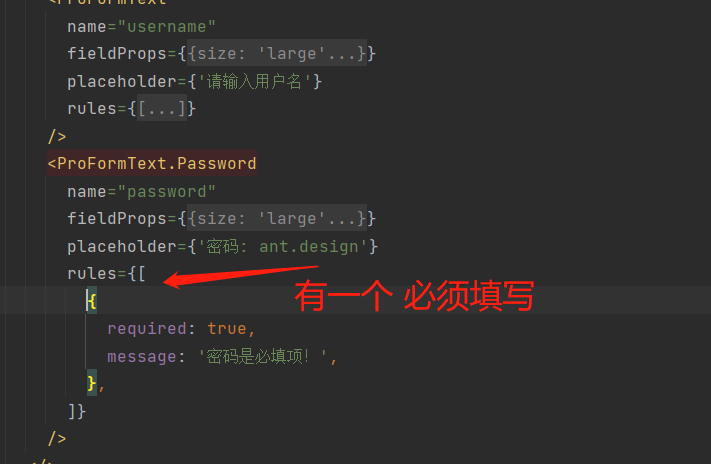 <ProFormText
name="username"
fieldProps={{size: 'large'...}}
placeholder={'请输入用户名'}
rules={[...]}
/>
<ProFormText.Password
name="password"
fieldProps={{size: 'large'...}}
placeholder={'密码: ant.design'}
rules={[
有一个 必须填写
{
required: true,
message: '密码是必填项! ',
},
]}
/>
</>